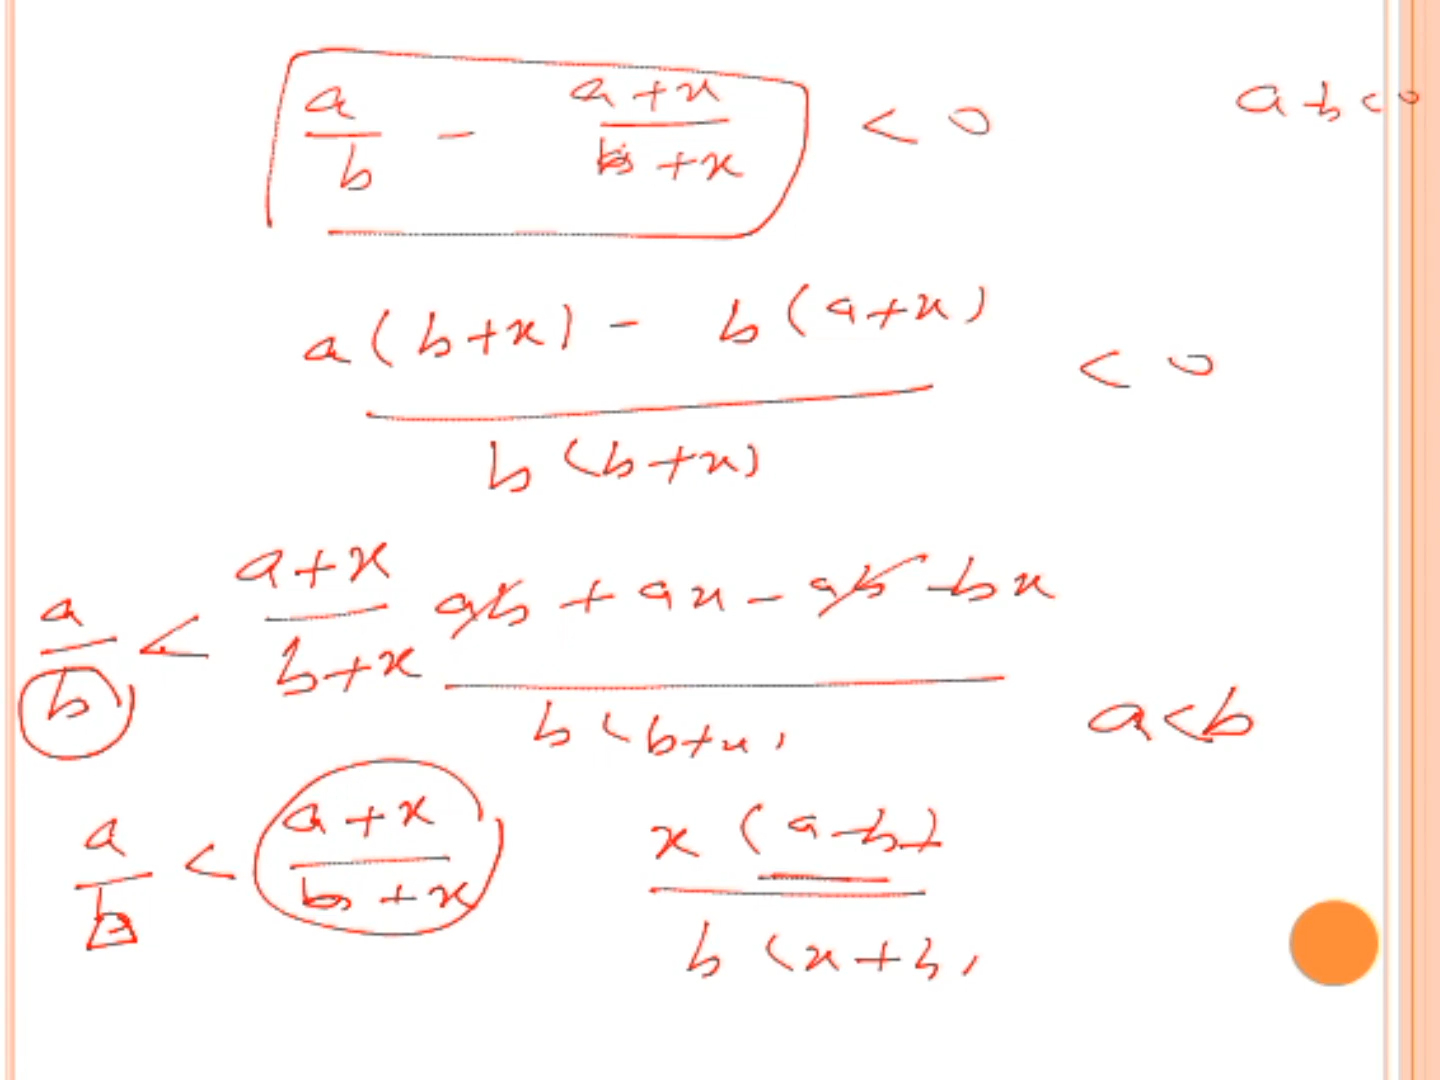 a/b - (a+x)/(b+x) < 0
a b < 0
(a(b+x) - b(a+x))/(b(b+x)) < 0
a/b < (a+x)/(b+x)
(ab + ax - ab - bx)/(b(b+x,
a<b
a/b < (a+x)/(b+x)
(x(a-b))/(b(x+b,